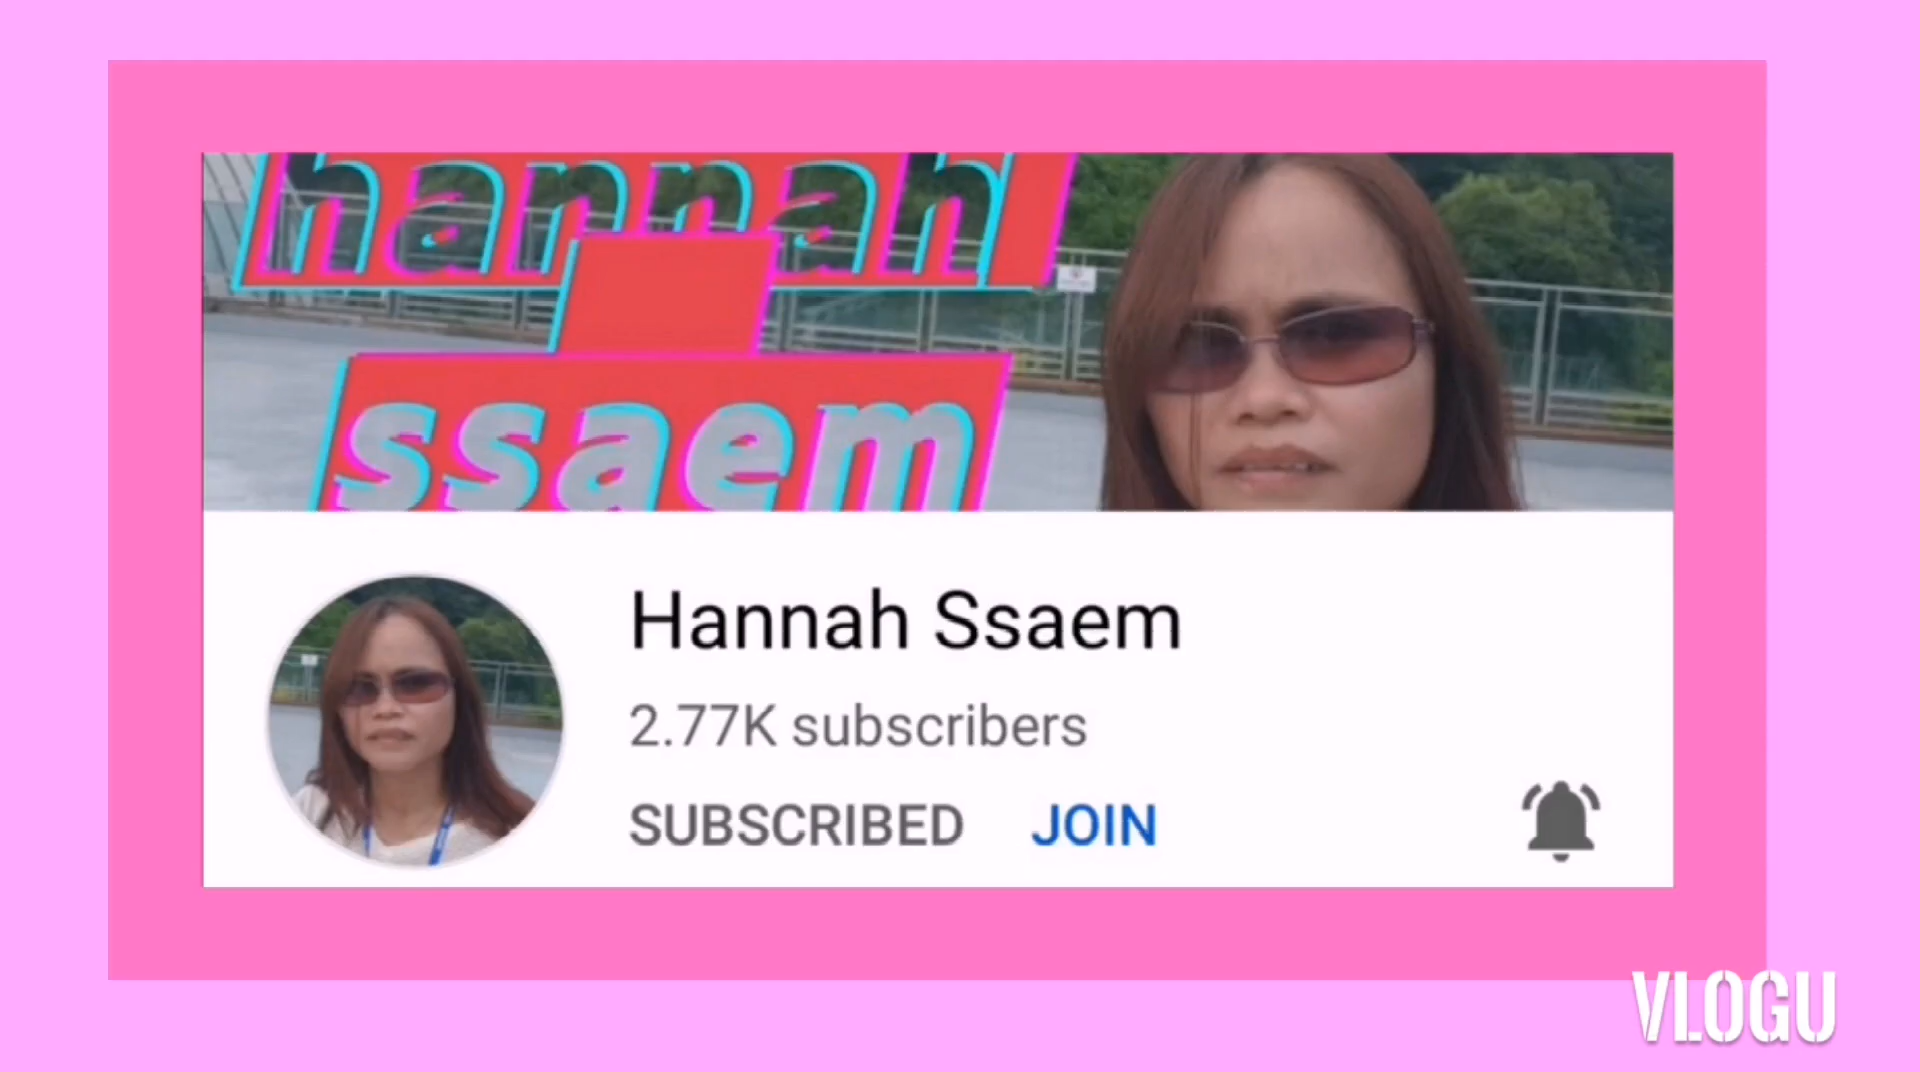 hannah
ssaem
Hannah Ssaem
2.77K subscribers
SUBSCRIBED JOIN
VLOGU